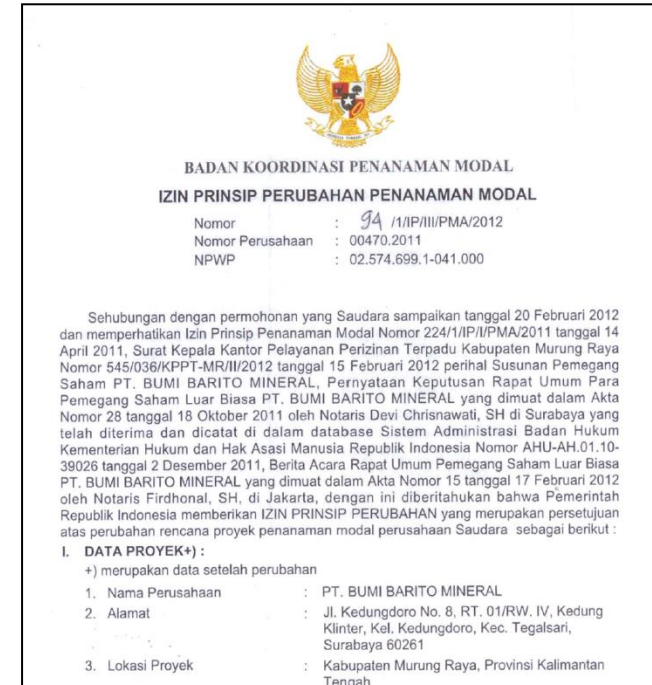 BADAN KOORDINASI PENANAMAN MODAL
IZIN PRINSIP PERUBAHAN PENANAMAN MODAL
Nomor : 94 /1/IP/III/PMA/2012
Nomor Perusahaan : 00470.2011
NPWP : 02.574.699.1-041.000
Sehubungan dengan permohonan yang Saudara sampaikan tanggal 20 Februari 2012
dan memperhatikan Izin Prinsip Penanaman Modal Nomor 224/1/IP/I/PMA/2011 tanggal 14
April 2011, Surat Kepala Kantor Pelayanan Perizinan Terpadu Kabupaten Murung Raya
Nomor 545/036/KPPT-MR/II/2012 tanggal 15 Februari 2012 perihal Susunan Pemegang
Saham PT. BUMI BARITO MINERAL, Pernyataan Keputusan Rapat Umum Para
Pemegang Saham Luar Biasa PT. BUMI BARITO MINERAL yang dimuat dalam Akta
Nomor 28 tanggal 18 Oktober 2011 oleh Notaris Devi Chrisnawati, SH di Surabaya yang
telah diterima dan dicatat di dalam database Sistem Administrasi Badan Hukum
Kementerian Hukum dan Hak Asasi Manusia Republik Indonesia Nomor AHU-AH.01.10-
39026 tanggal 2 Desember 2011, Berita Acara Rapat Umum Pemegang Saham Luar Biasa
PT. BUMI BARITO MINERAL yang dimuat dalam Akta Nomor 15 tanggal 17 Februari 2012
oleh Notaris Firdhonal, SH, di Jakarta, dengan ini diberitahukan bahwa Pemerintah
Republik Indonesia memberikan IZIN PRINSIP PERUBAHAN yang merupakan persetujuan
atas perubahan rencana proyek penanaman modal perusahaan Saudara sebagai berikut :
I. DATA PROYEK+) :
+) merupakan data setelah perubahan
1. Nama Perusahaan : PT. BUMI BARITO MINERAL
2. Alamat : Jl. Kedungdoro No. 8, RT. 01/RW. IV, Kedung
Klinter, Kel. Kedungdoro, Kec. Tegalsari,
Surabaya 60261
3. Lokasi Proyek : Kabupaten Murung Raya, Provinsi Kalimantan
Tengah